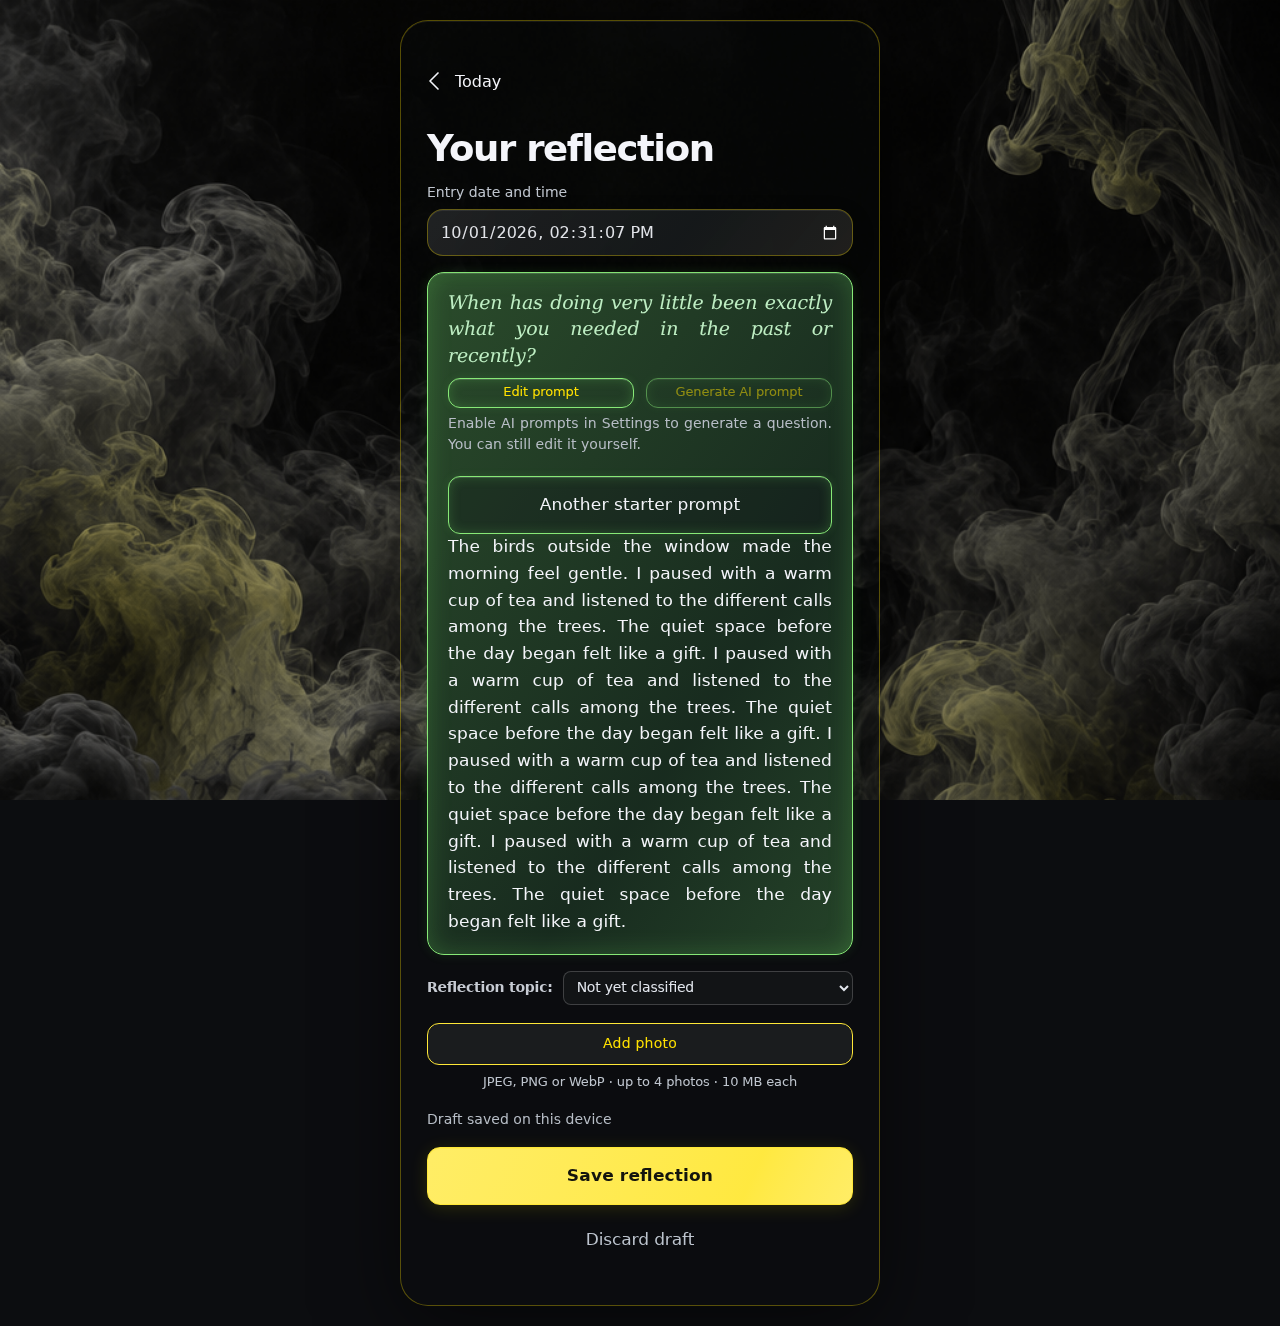 Today
Your reflection
Entry date and time
10/01/2026, 02:31:07 PM
When has doing very little been exactly
what you needed in the past or
recently?
Edit prompt
Generate AI prompt
Enable AI prompts in Settings to generate a question.
You can still edit it yourself.
Another starter prompt
The birds outside the window made the
morning feel gentle. I paused with a warm
cup of tea and listened to the different calls
among the trees. The quiet space before
the day began felt like a gift. I paused with
a warm cup of tea and listened to the
different calls among the trees. The quiet
space before the day began felt like a gift. I
paused with a warm cup of tea and listened
to the different calls among the trees. The
quiet space before the day began felt like a
gift. I paused with a warm cup of tea and
listened to the different calls among the
trees. The quiet space before the day
began felt like a gift.
Reflection topic:
Not yet classified
Add photo
JPEG, PNG or WebP · up to 4 photos · 10 MB each
Draft saved on this device
Save reflection
Discard draft